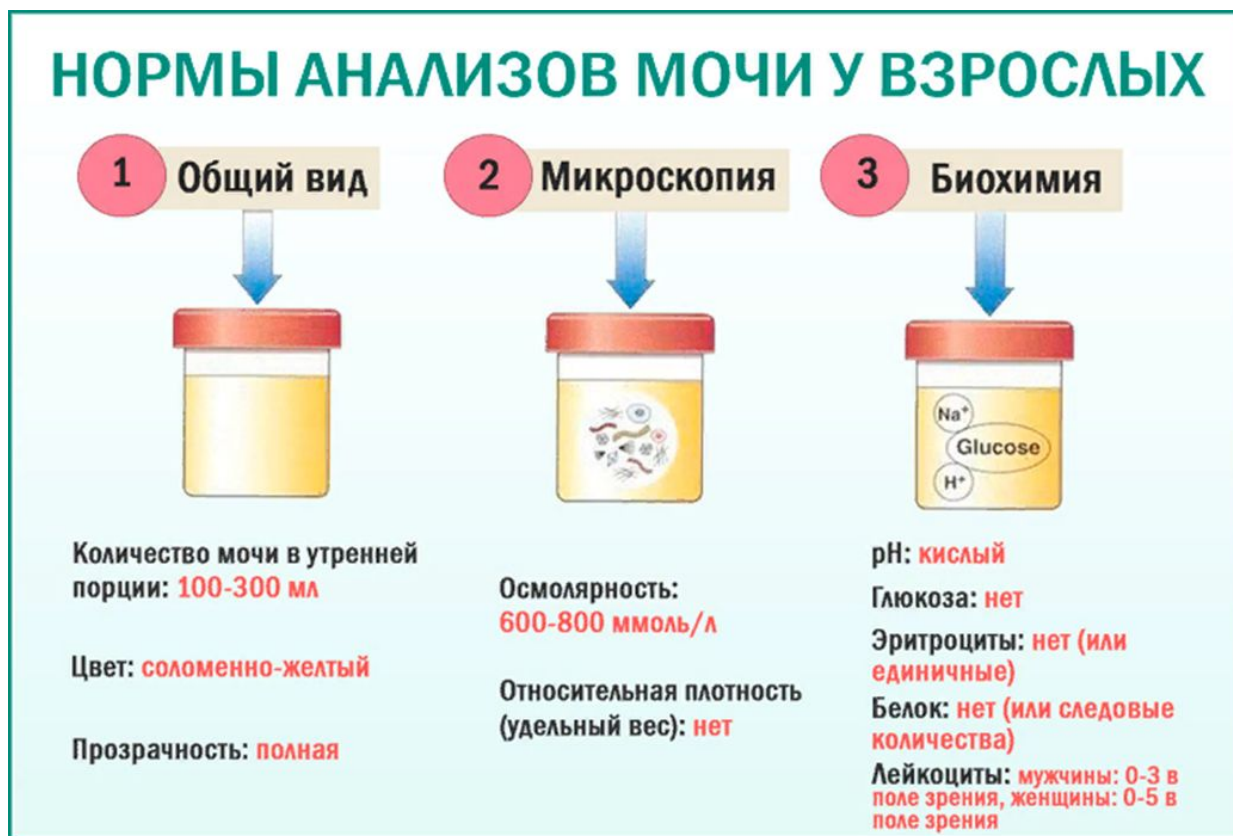 НОРМЫ АНАЛИЗОВ МОЧИ У ВЗРОСЛЫХ
1 Общий вид
2 Микроскопия
3 Биохимия
Na⁺
Glucose
H⁺
Количество мочи в утренней
порции: 100-300 мл
Цвет: соломенно-желтый
Прозрачность: полная
Осмолярность:
600-800 ммоль/л
Относительная плотность
(удельный вес): нет
pH: кислый
Глюкоза: нет
Эритроциты: нет (или
единичные)
Белок: нет (или следовые
количества)
Лейкоциты: мужчины: 0-3 в
поле зрения, женщины: 0-5 в
поле зрения